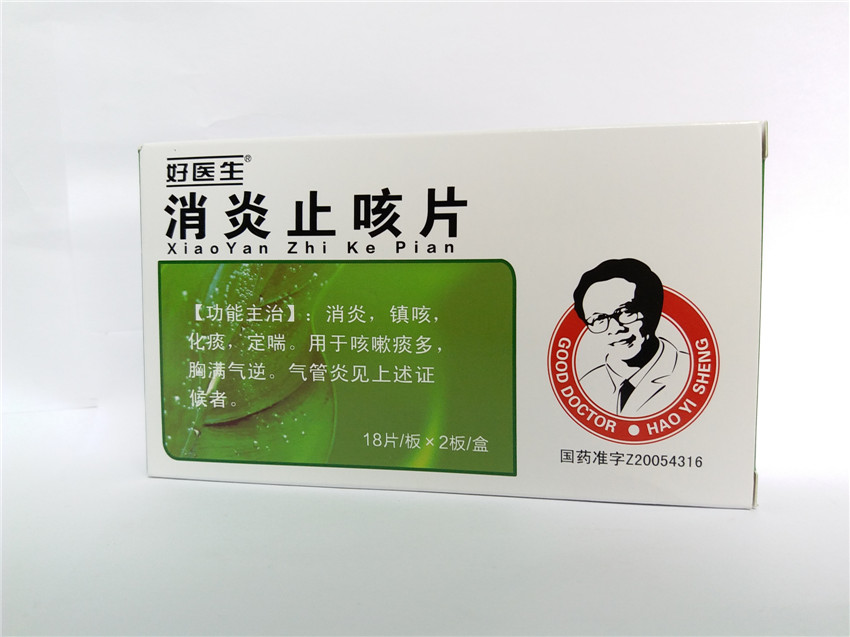 好医生®
消炎止咳片
XiaoYan Zhi Ke Pian
【功能主治】：消炎，镇咳，
化痰，定喘。用于咳嗽痰多，
胸满气逆。气管炎见上述证
候者。
18片/板×2板/盒
GOOD DOCTOR ● HAO YI SHENG
国药准字Z20054316